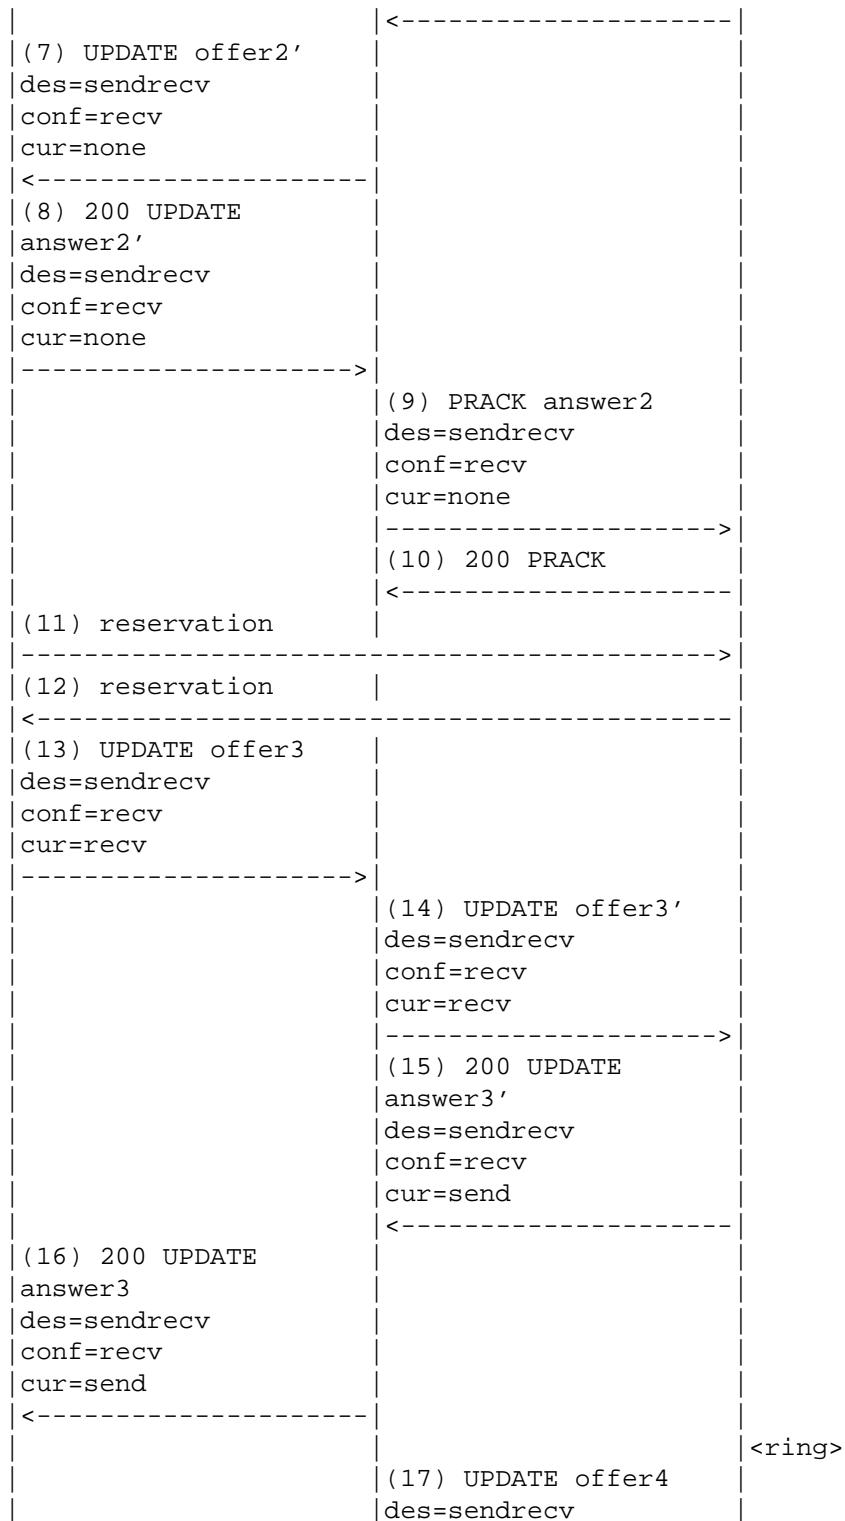 |                      |<---------------------|
|(7) UPDATE offer2'    |                      |
|des=sendrecv          |                      |
|conf=recv             |                      |
|cur=none              |                      |
|<---------------------|                      |
|(8) 200 UPDATE        |                      |
|answer2'              |                      |
|des=sendrecv          |                      |
|conf=recv             |                      |
|cur=none              |                      |
|--------------------->|                      |
|                      |(9) PRACK answer2     |
|                      |des=sendrecv          |
|                      |conf=recv             |
|                      |cur=none              |
|                      |--------------------->|
|                      |(10) 200 PRACK        |
|                      |<---------------------|
|(11) reservation      |                      |
|-------------------------------------------->|
|(12) reservation      |                      |
|<--------------------------------------------|
|(13) UPDATE offer3    |                      |
|des=sendrecv          |                      |
|conf=recv             |                      |
|cur=recv              |                      |
|--------------------->|                      |
|                      |(14) UPDATE offer3'   |
|                      |des=sendrecv          |
|                      |conf=recv             |
|                      |cur=recv              |
|                      |--------------------->|
|                      |(15) 200 UPDATE       |
|                      |answer3'              |
|                      |des=sendrecv          |
|                      |conf=recv             |
|                      |cur=send              |
|                      |<---------------------|
|(16) 200 UPDATE       |                      |
|answer3               |                      |
|des=sendrecv          |                      |
|conf=recv             |                      |
|cur=send              |                      |
|<---------------------|                      |
|                      |                      |<ring>
|                      |(17) UPDATE offer4    |
|                      |des=sendrecv          |